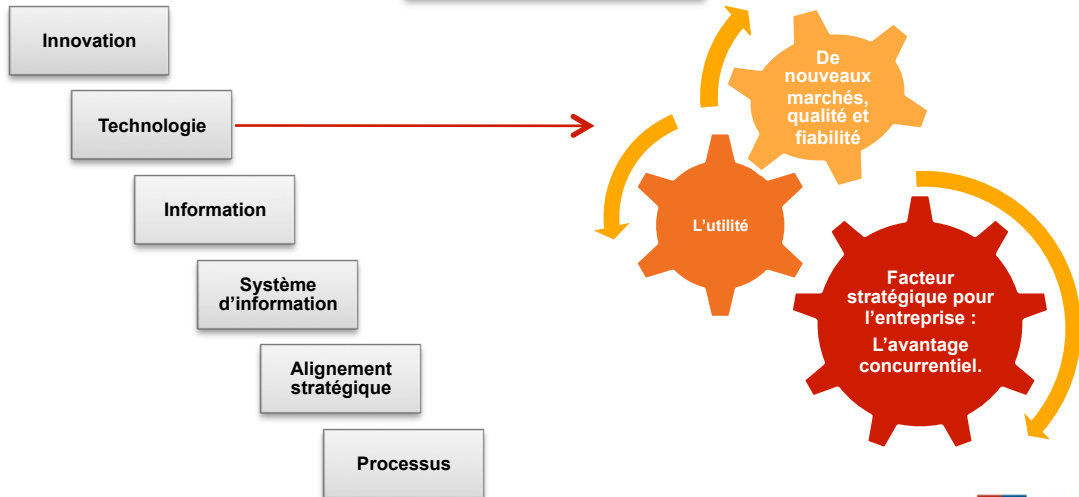 Innovation
Technologie
Information
Système
d’information
Alignement
stratégique
Processus
De
nouveaux
marchés,
qualité et
fiabilité
L’utilité
Facteur
stratégique pour
l’entreprise :
L’avantage
concurrentiel.